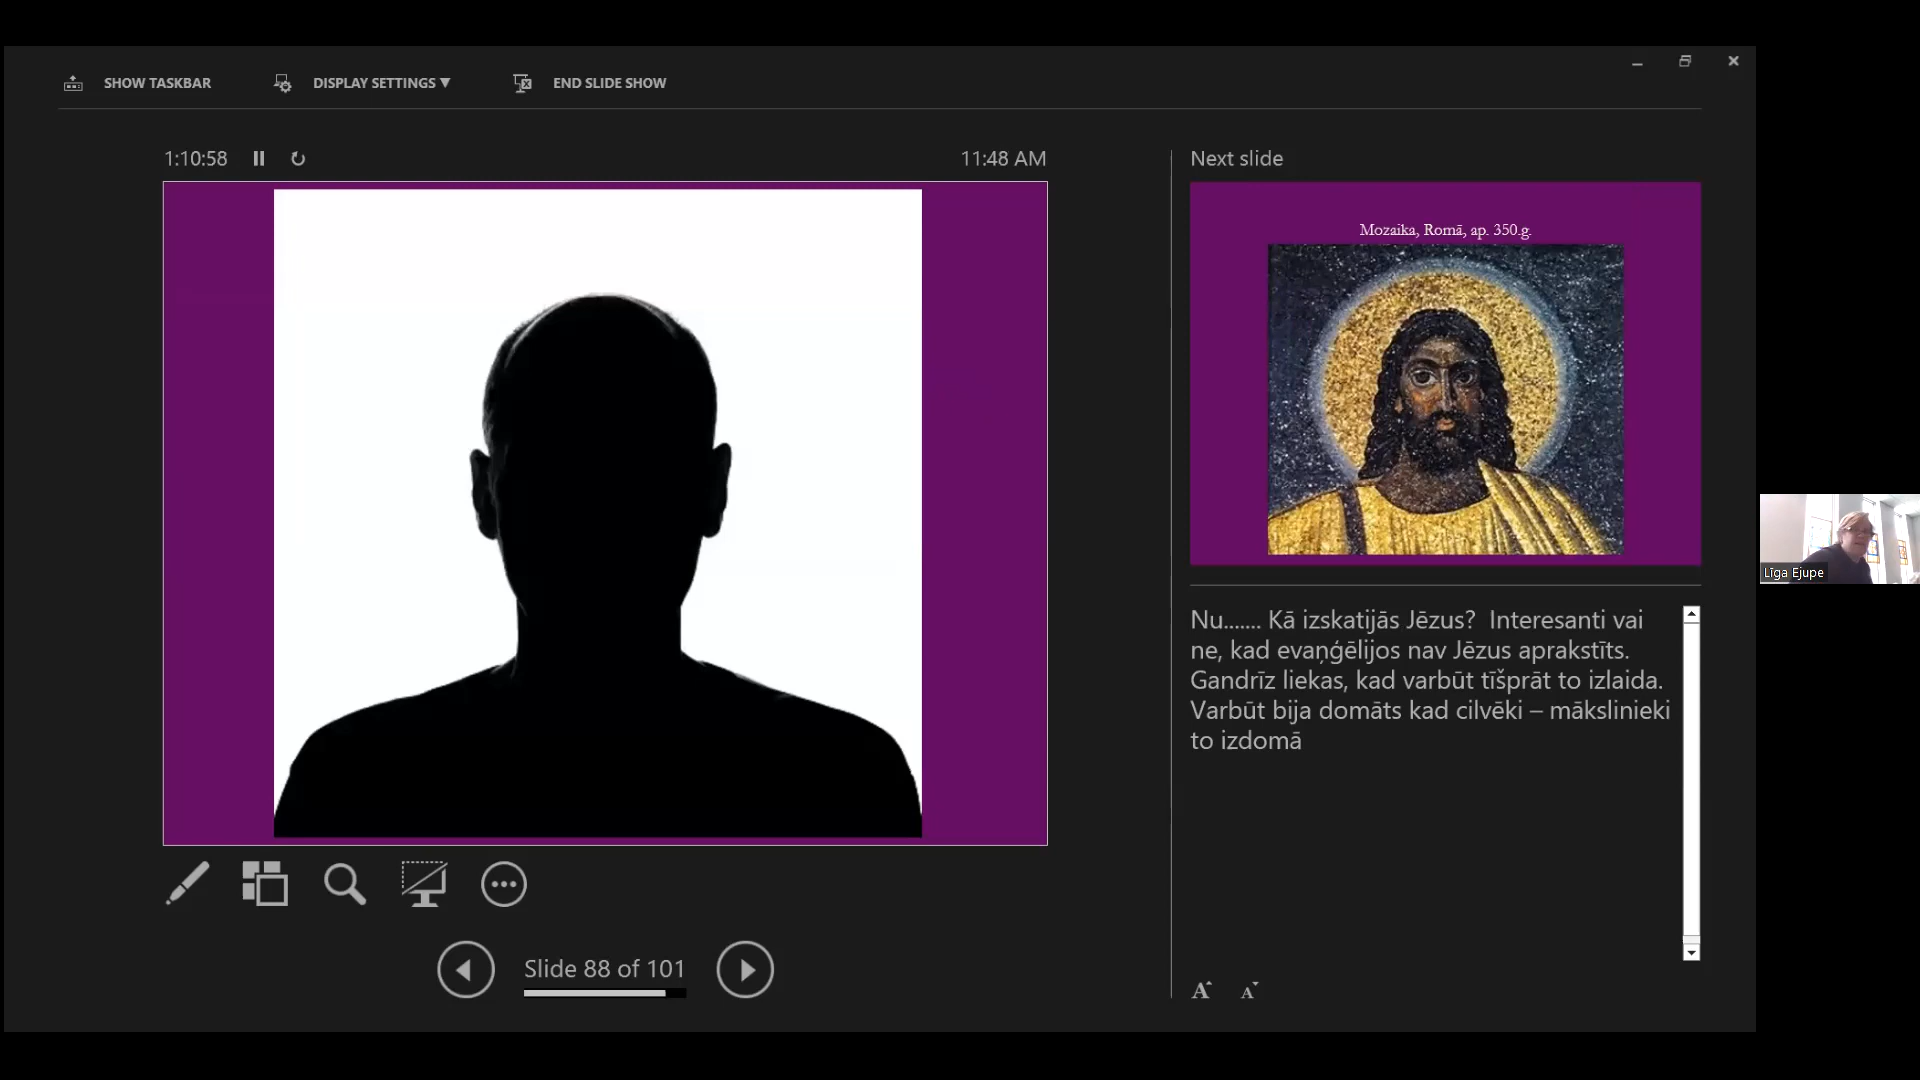 SHOW TASKBAR
DISPLAY SETTINGS ▼
END SLIDE SHOW
1:10:58
11:48 AM
Next slide
Mozaika, Romā, ap. 350.g.
Līga Ejupe
Nu....... Kā izskatijās Jēzus?  Interesanti vai
ne, kad evaņģēlijos nav Jēzus aprakstīts.
Gandrīz liekas, kad varbūt tīšprāt to izlaida.
Varbūt bija domāts kad cilvēki – mākslinieki
to izdomā
Slide 88 of 101
A A